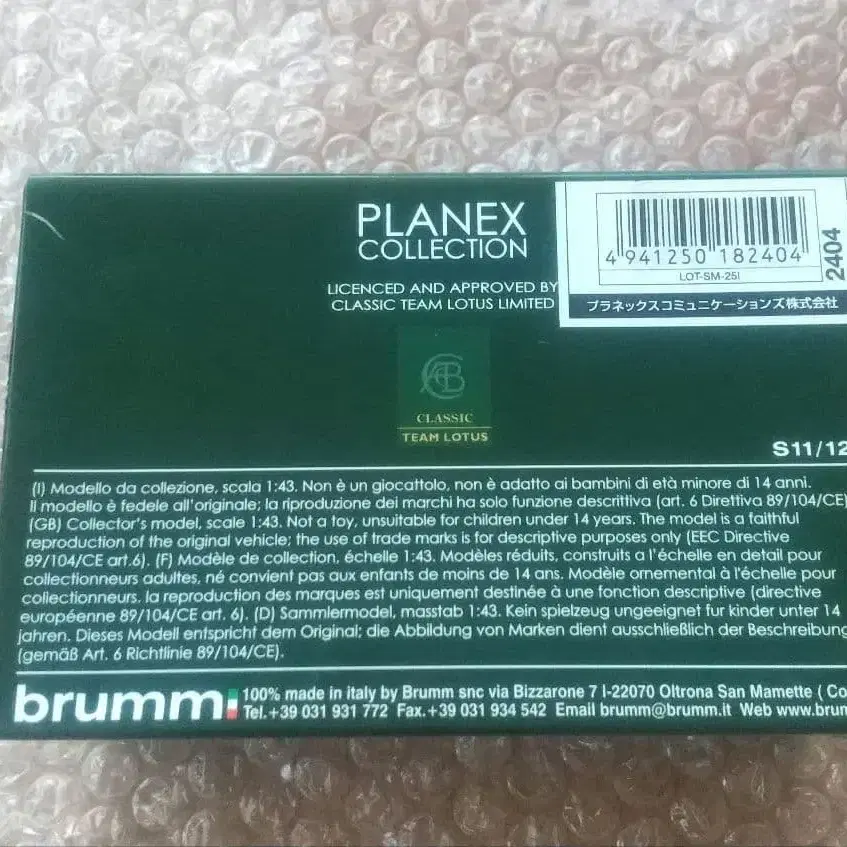 PLANEX
COLLECTION
LICENCED AND APPROVED BY
CLASSIC TEAM LOTUS LIMITED
4 941250 182404
LOT-SM-25I
2404
プラネックスコミュニケーションズ株式会社
CLASSIC
TEAM LOTUS
S11/12
(I) Modello da collezione, scala 1:43. Non è un giocattolo, non è adatto ai bambini di età minore di 14 anni.
Il modello è fedele all'originale; la riproduzione dei marchi ha solo funzione descrittiva (art. 6 Direttiva 89/104/CE)
(GB) Collector's model, scale 1:43. Not a toy, unsuitable for children under 14 years. The model is a faithful
reproduction of the original vehicle; the use of trade marks is for descriptive purposes only (EEC Directive
89/104/CE art.6). (F) Modèle de collection, échelle 1:43. Modèles réduits, construits a l'échelle en detail pour
collectionneurs adultes, né convient pas aux enfants de moins de 14 ans. Modèle ornemental à l'échelle pour
collectionneurs. la reproduction des marques est uniquement destinée à une fonction descriptive (directive
européenne 89/104/CE art. 6). (D) Sammlermodel, masstab 1:43. Kein spielzeug ungeeignet fur kinder unter 14
jahren. Dieses Modell entspricht dem Original; die Abbildung von Marken dient ausschließlich der Beschreibung
(gemäß Art. 6 Richtlinie 89/104/CE).
brumm
100% made in italy by Brumm snc via Bizzarone 7 I-22070 Oltrona San Mamette ( Co
Tel.+39 031 931 772 Fax.+39 031 934 542 Email brumm@brumm.it Web www.brum